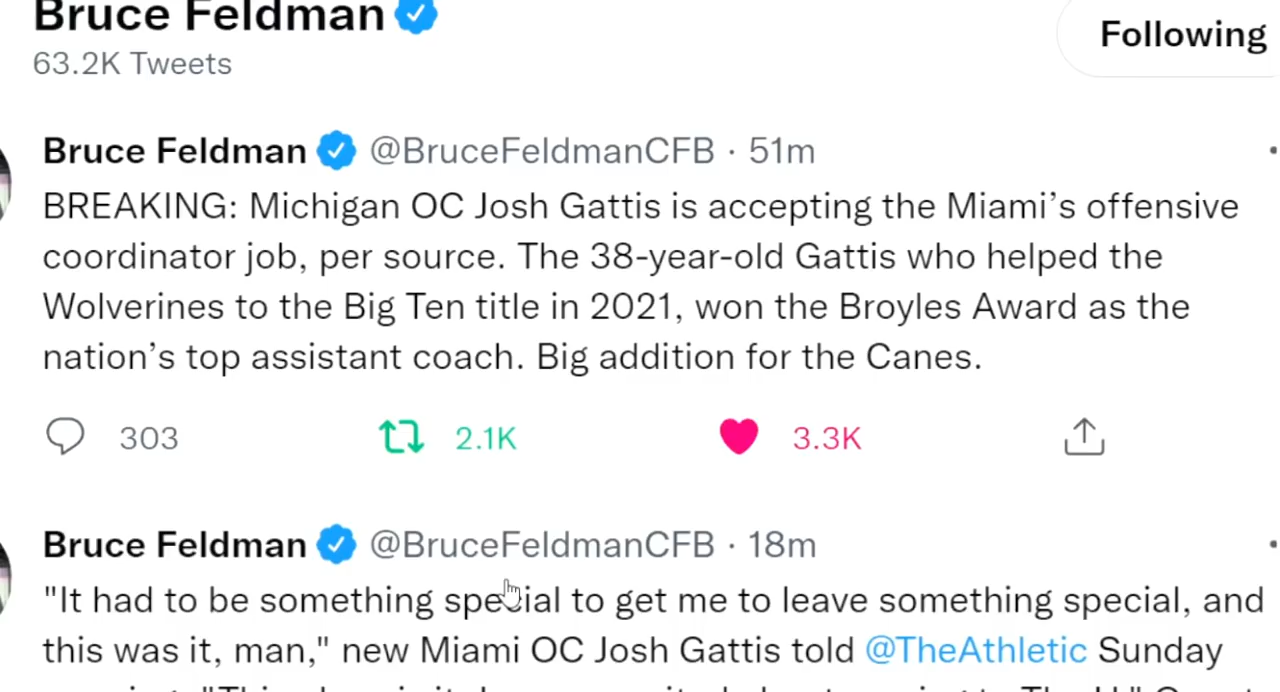 Bruce Feldman
63.2K Tweets
Following
Bruce Feldman @BruceFeldmanCFB · 51m
BREAKING: Michigan OC Josh Gattis is accepting the Miami’s offensive
coordinator job, per source. The 38-year-old Gattis who helped the
Wolverines to the Big Ten title in 2021, won the Broyles Award as the
nation’s top assistant coach. Big addition for the Canes.
303 2.1K 3.3K
Bruce Feldman @BruceFeldmanCFB · 18m
"It had to be something special to get me to leave something special, and
this was it, man," new Miami OC Josh Gattis told @TheAthletic Sunday